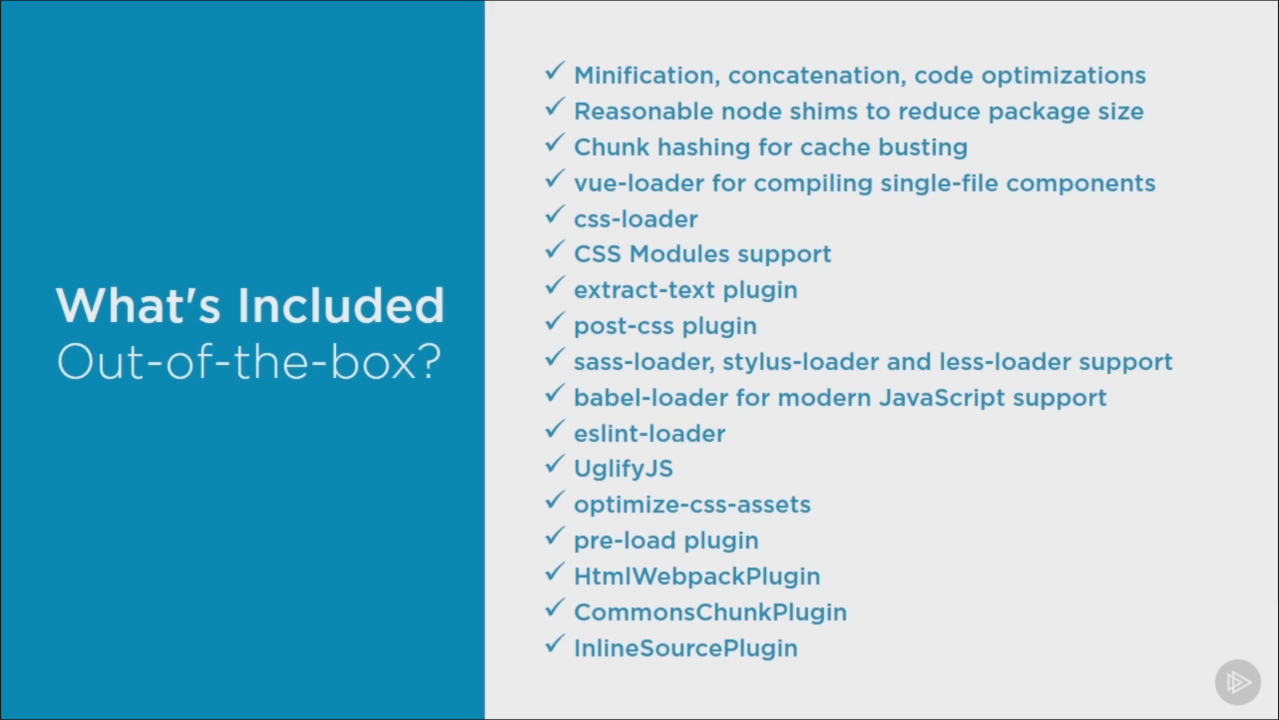 What's Included
Out-of-the-box?
✓ Minification, concatenation, code optimizations
✓ Reasonable node shims to reduce package size
✓ Chunk hashing for cache busting
✓ vue-loader for compiling single-file components
✓ css-loader
✓ CSS Modules support
✓ extract-text plugin
✓ post-css plugin
✓ sass-loader, stylus-loader and less-loader support
✓ babel-loader for modern JavaScript support
✓ eslint-loader
✓ UglifyJS
✓ optimize-css-assets
✓ pre-load plugin
✓ HtmlWebpackPlugin
✓ CommonsChunkPlugin
✓ InlineSourcePlugin